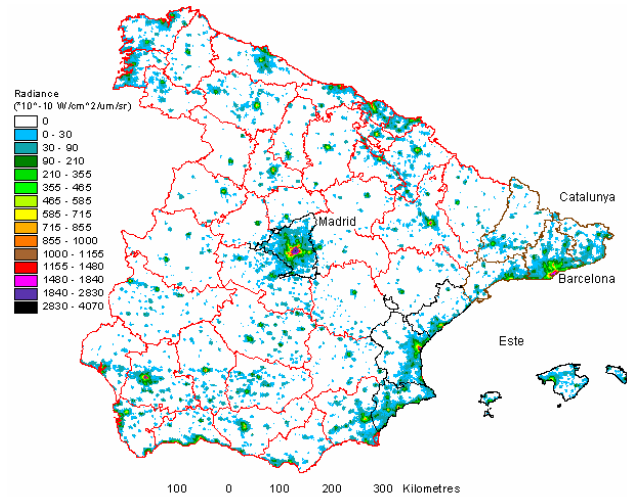 Radiance
(*10^-10 W/cm^2/um/sr)
0
0 - 30
30 - 90
90 - 210
210 - 355
355 - 465
465 - 585
585 - 715
715 - 855
855 - 1000
1000 - 1155
1155 - 1480
1480 - 1840
1840 - 2830
2830 - 4070
Madrid
Catalunya
Barcelona
Este
100 0 100 200 300 Kilometres